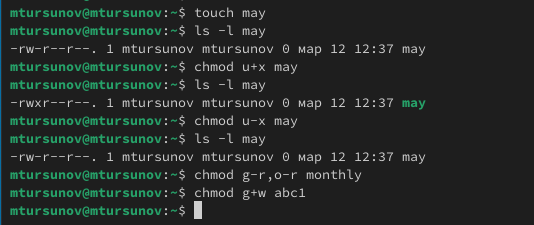 mtursunov@mtursunov:~$ touch may
mtursunov@mtursunov:~$ ls -l may
-rw-r--r--. 1 mtursunov mtursunov 0 мар 12 12:37 may
mtursunov@mtursunov:~$ chmod u+x may
mtursunov@mtursunov:~$ ls -l may
-rwxr--r--. 1 mtursunov mtursunov 0 мар 12 12:37 may
mtursunov@mtursunov:~$ chmod u-x may
mtursunov@mtursunov:~$ ls -l may
-rw-r--r--. 1 mtursunov mtursunov 0 мар 12 12:37 may
mtursunov@mtursunov:~$ chmod g-r,o-r monthly
mtursunov@mtursunov:~$ chmod g+w abc1
mtursunov@mtursunov:~$